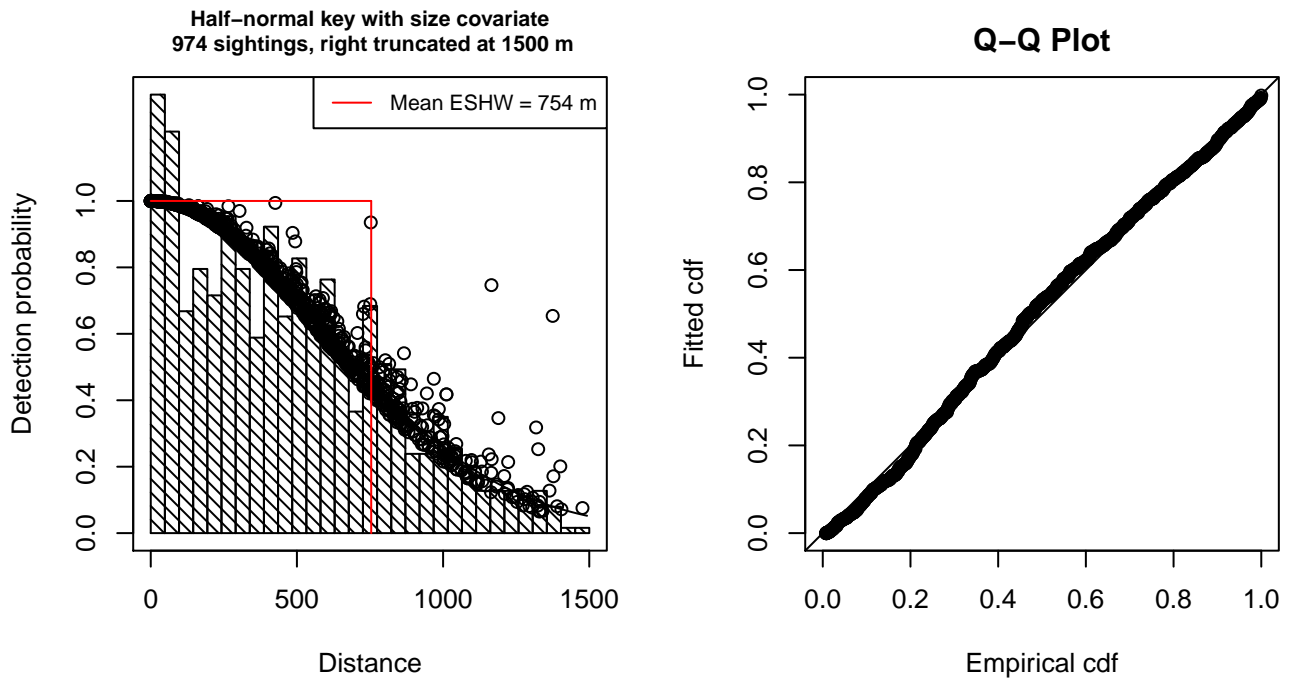 Half−normal key with size covariate
974 sightings, right truncated at 1500 m
Mean ESHW = 754 m
Detection probability
0.0 0.2 0.4 0.6 0.8 1.0
0 500 1000 1500
Distance
Q−Q Plot
Fitted cdf
0.0 0.2 0.4 0.6 0.8 1.0
0.0 0.2 0.4 0.6 0.8 1.0
Empirical cdf